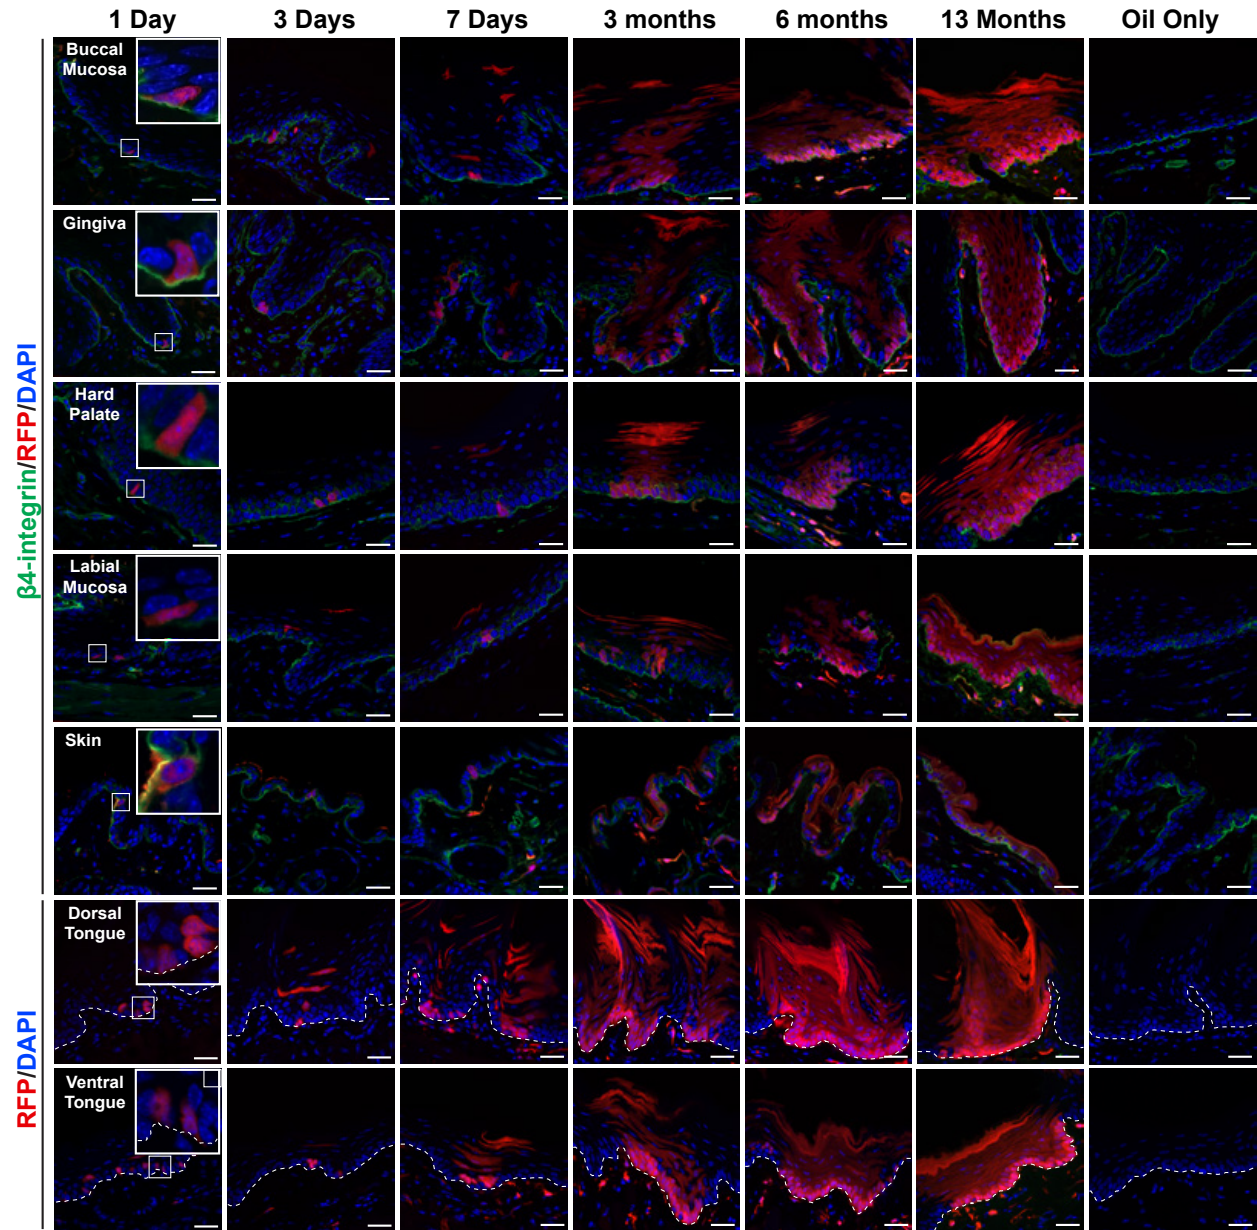 1 Day 3 Days 7 Days 3 months 6 months 13 Months Oil Only
β4-integrin/RFP/DAPI
Buccal
Mucosa
Gingiva
Hard
Palate
Labial
Mucosa
Skin
RFP/DAPI
Dorsal
Tongue
Ventral
Tongue